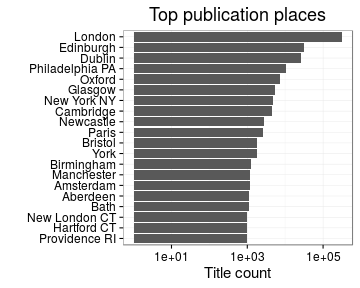 Top publication places
London
Edinburgh
Dublin
Philadelphia PA
Oxford
Glasgow
New York NY
Cambridge
Newcastle
Paris
Bristol
York
Birmingham
Manchester
Amsterdam
Aberdeen
Bath
New London CT
Hartford CT
Providence RI
1e+01 1e+03 1e+05
Title count